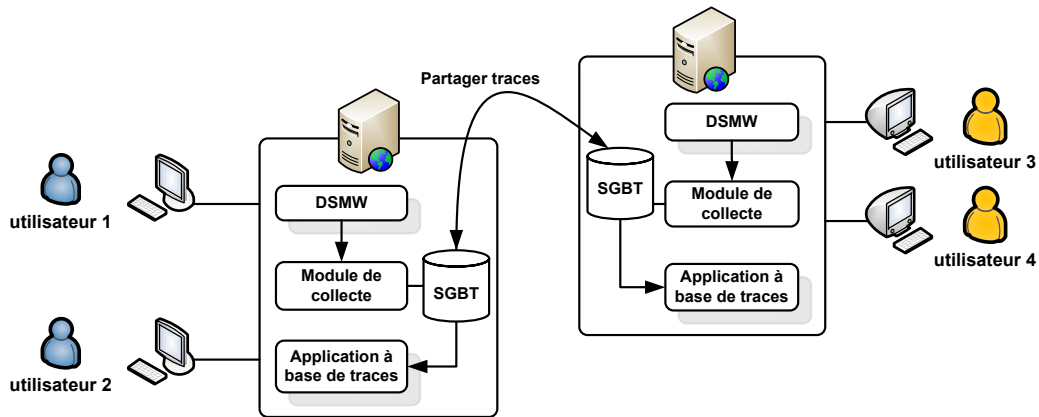 Partager traces
DSMW
utilisateur 1
Module de
collecte
SGBT
Application à
base de traces
utilisateur 2
DSMW
SGBT
Module de
collecte
Application à
base de traces
utilisateur 3
utilisateur 4